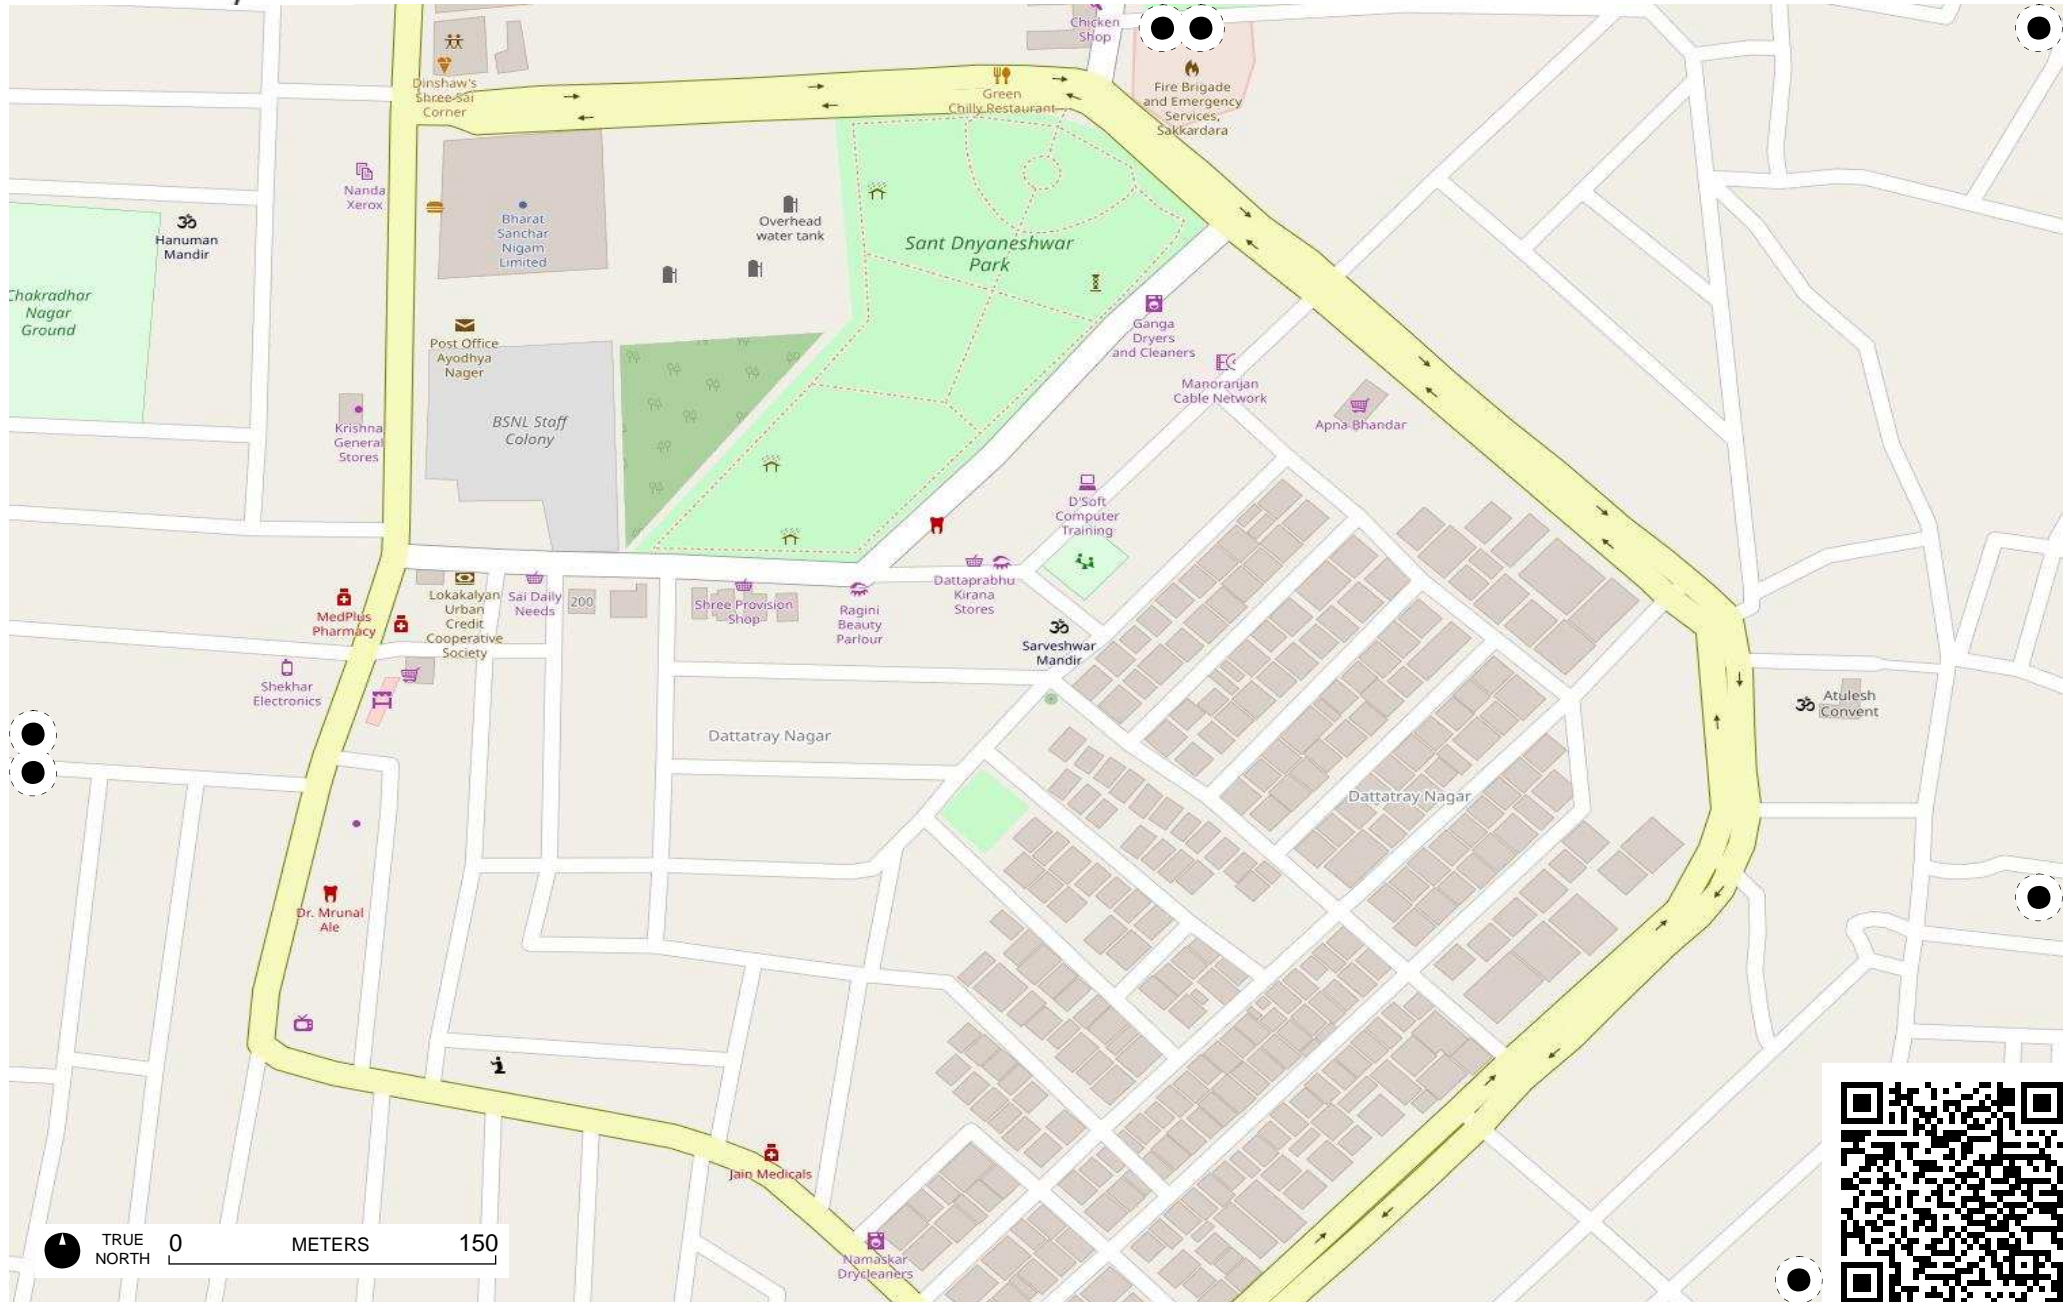 Chicken
Shop
Dinshaw's
Shree Sai
Corner
Green
Chilly Restaurant
Fire Brigade
and Emergency
Services,
Sakkardara
Nanda
Xerox
Hanuman
Mandir
Bharat
Sanchar
Nigam
Limited
Overhead
water tank
Sant Dnyaneshwar
Park
Chakradhar
Nagar
Ground
Post Office
Ayodhya
Nager
Ganga
Dryers
and Cleaners
Manoranjan
Cable Network
Apna Bhandar
Krishna
General
Stores
BSNL Staff
Colony
D'Soft
Computer
Training
MedPlus
Pharmacy
Lokakalyan
Urban
Credit
Cooperative
Society
Sai Daily
Needs
200
Shree Provision
Shop
Ragini
Beauty
Parlour
Dattaprabhu
Kirana
Stores
Sarveshwar
Mandir
Shekhar
Electronics
Atulesh
Convent
Dattatray Nagar
Dattatray Nagar
Dr. Mrunal
Ale
Jain Medicals
Namaskar
Drycleaners
TRUE
NORTH
0 METERS 150